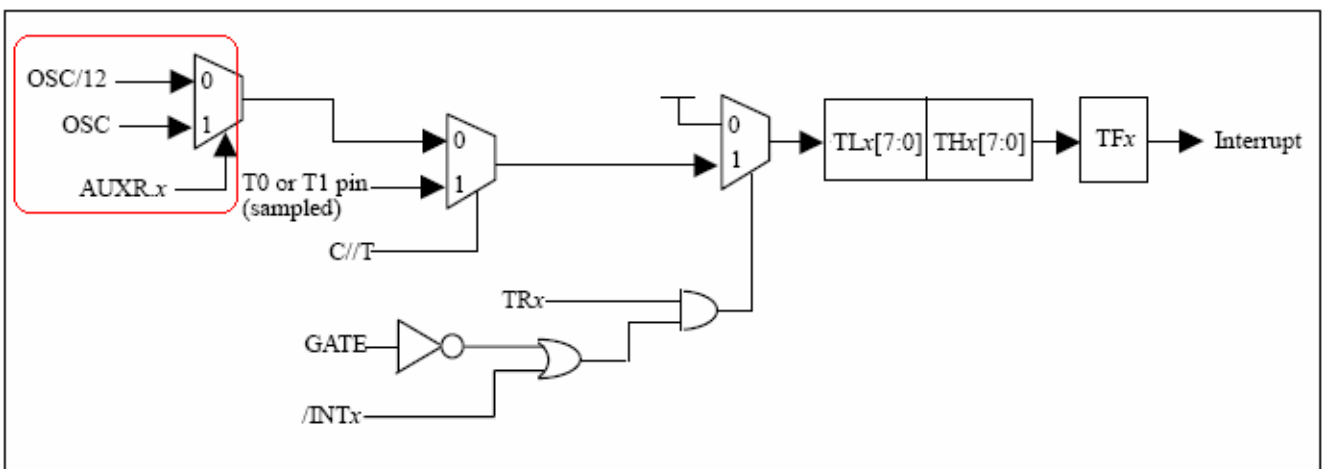 OSC/12
0
OSC
1
AUXR.x
0
T0 or T1 pin
1
(sampled)
C//T
0
1
TLx[7:0]
THx[7:0]
TFx
Interrupt
TRx
GATE
/INTx